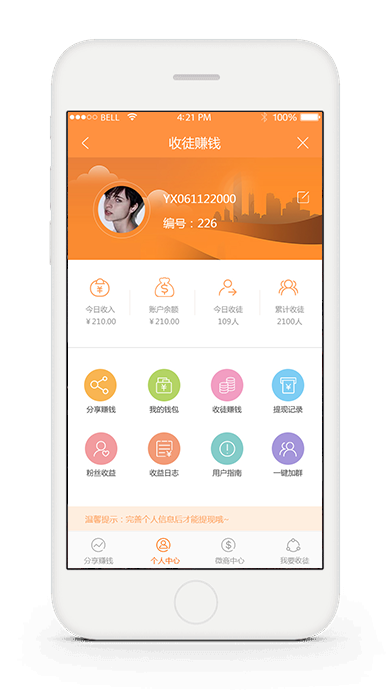 BELL 4:21 PM 100%
收徒赚钱
YX061122000
编号：226
今日收入 账户余额 今日收徒 累计收徒
¥210.00 ¥210.00 109人 2100人
分享赚钱 我的钱包 收徒赚钱 提现记录
粉丝收益 收益日志 用户指南 一键加群
温馨提示：完善个人信息后才能提现哦~
分享赚钱 个人中心 微商中心 我要收徒